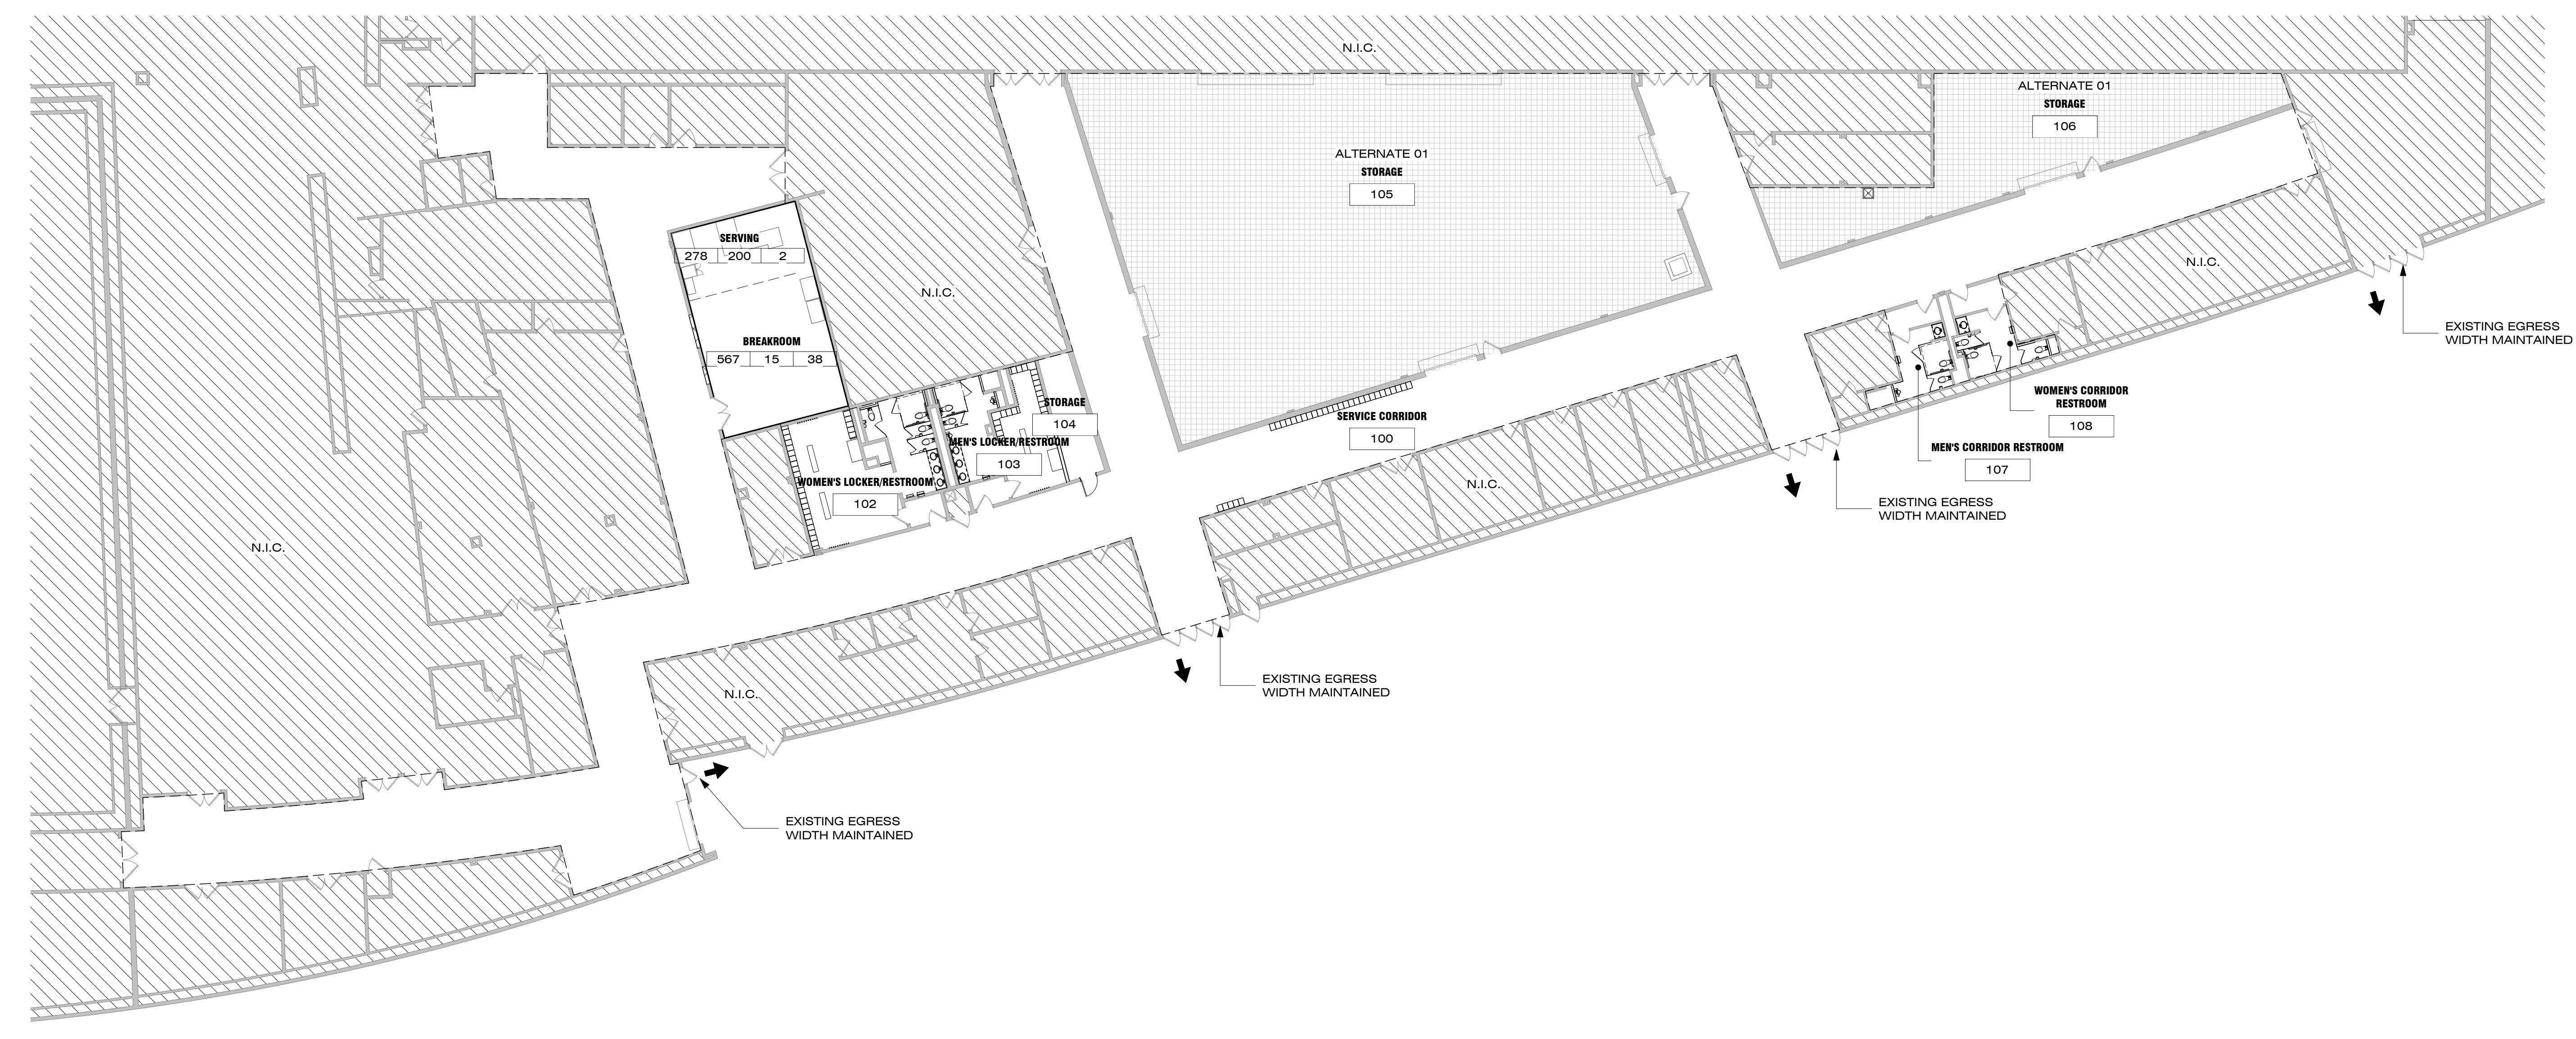 N.I.C.
ALTERNATE 01
STORAGE
106
ALTERNATE 01
STORAGE
105
SERVING
278 200 2
N.I.C.
N.I.C.
BREAKROOM
567 15 38
EXISTING EGRESS
WIDTH MAINTAINED
WOMEN'S CORRIDOR
RESTROOM
108
STORAGE
104
SERVICE CORRIDOR
100
MEN'S LOCKER/RESTROOM
103
MEN'S CORRIDOR RESTROOM
107
WOMEN'S LOCKER/RESTROOM
102
N.I.C.
EXISTING EGRESS
WIDTH MAINTAINED
N.I.C.
EXISTING EGRESS
WIDTH MAINTAINED
N.I.C.
EXISTING EGRESS
WIDTH MAINTAINED